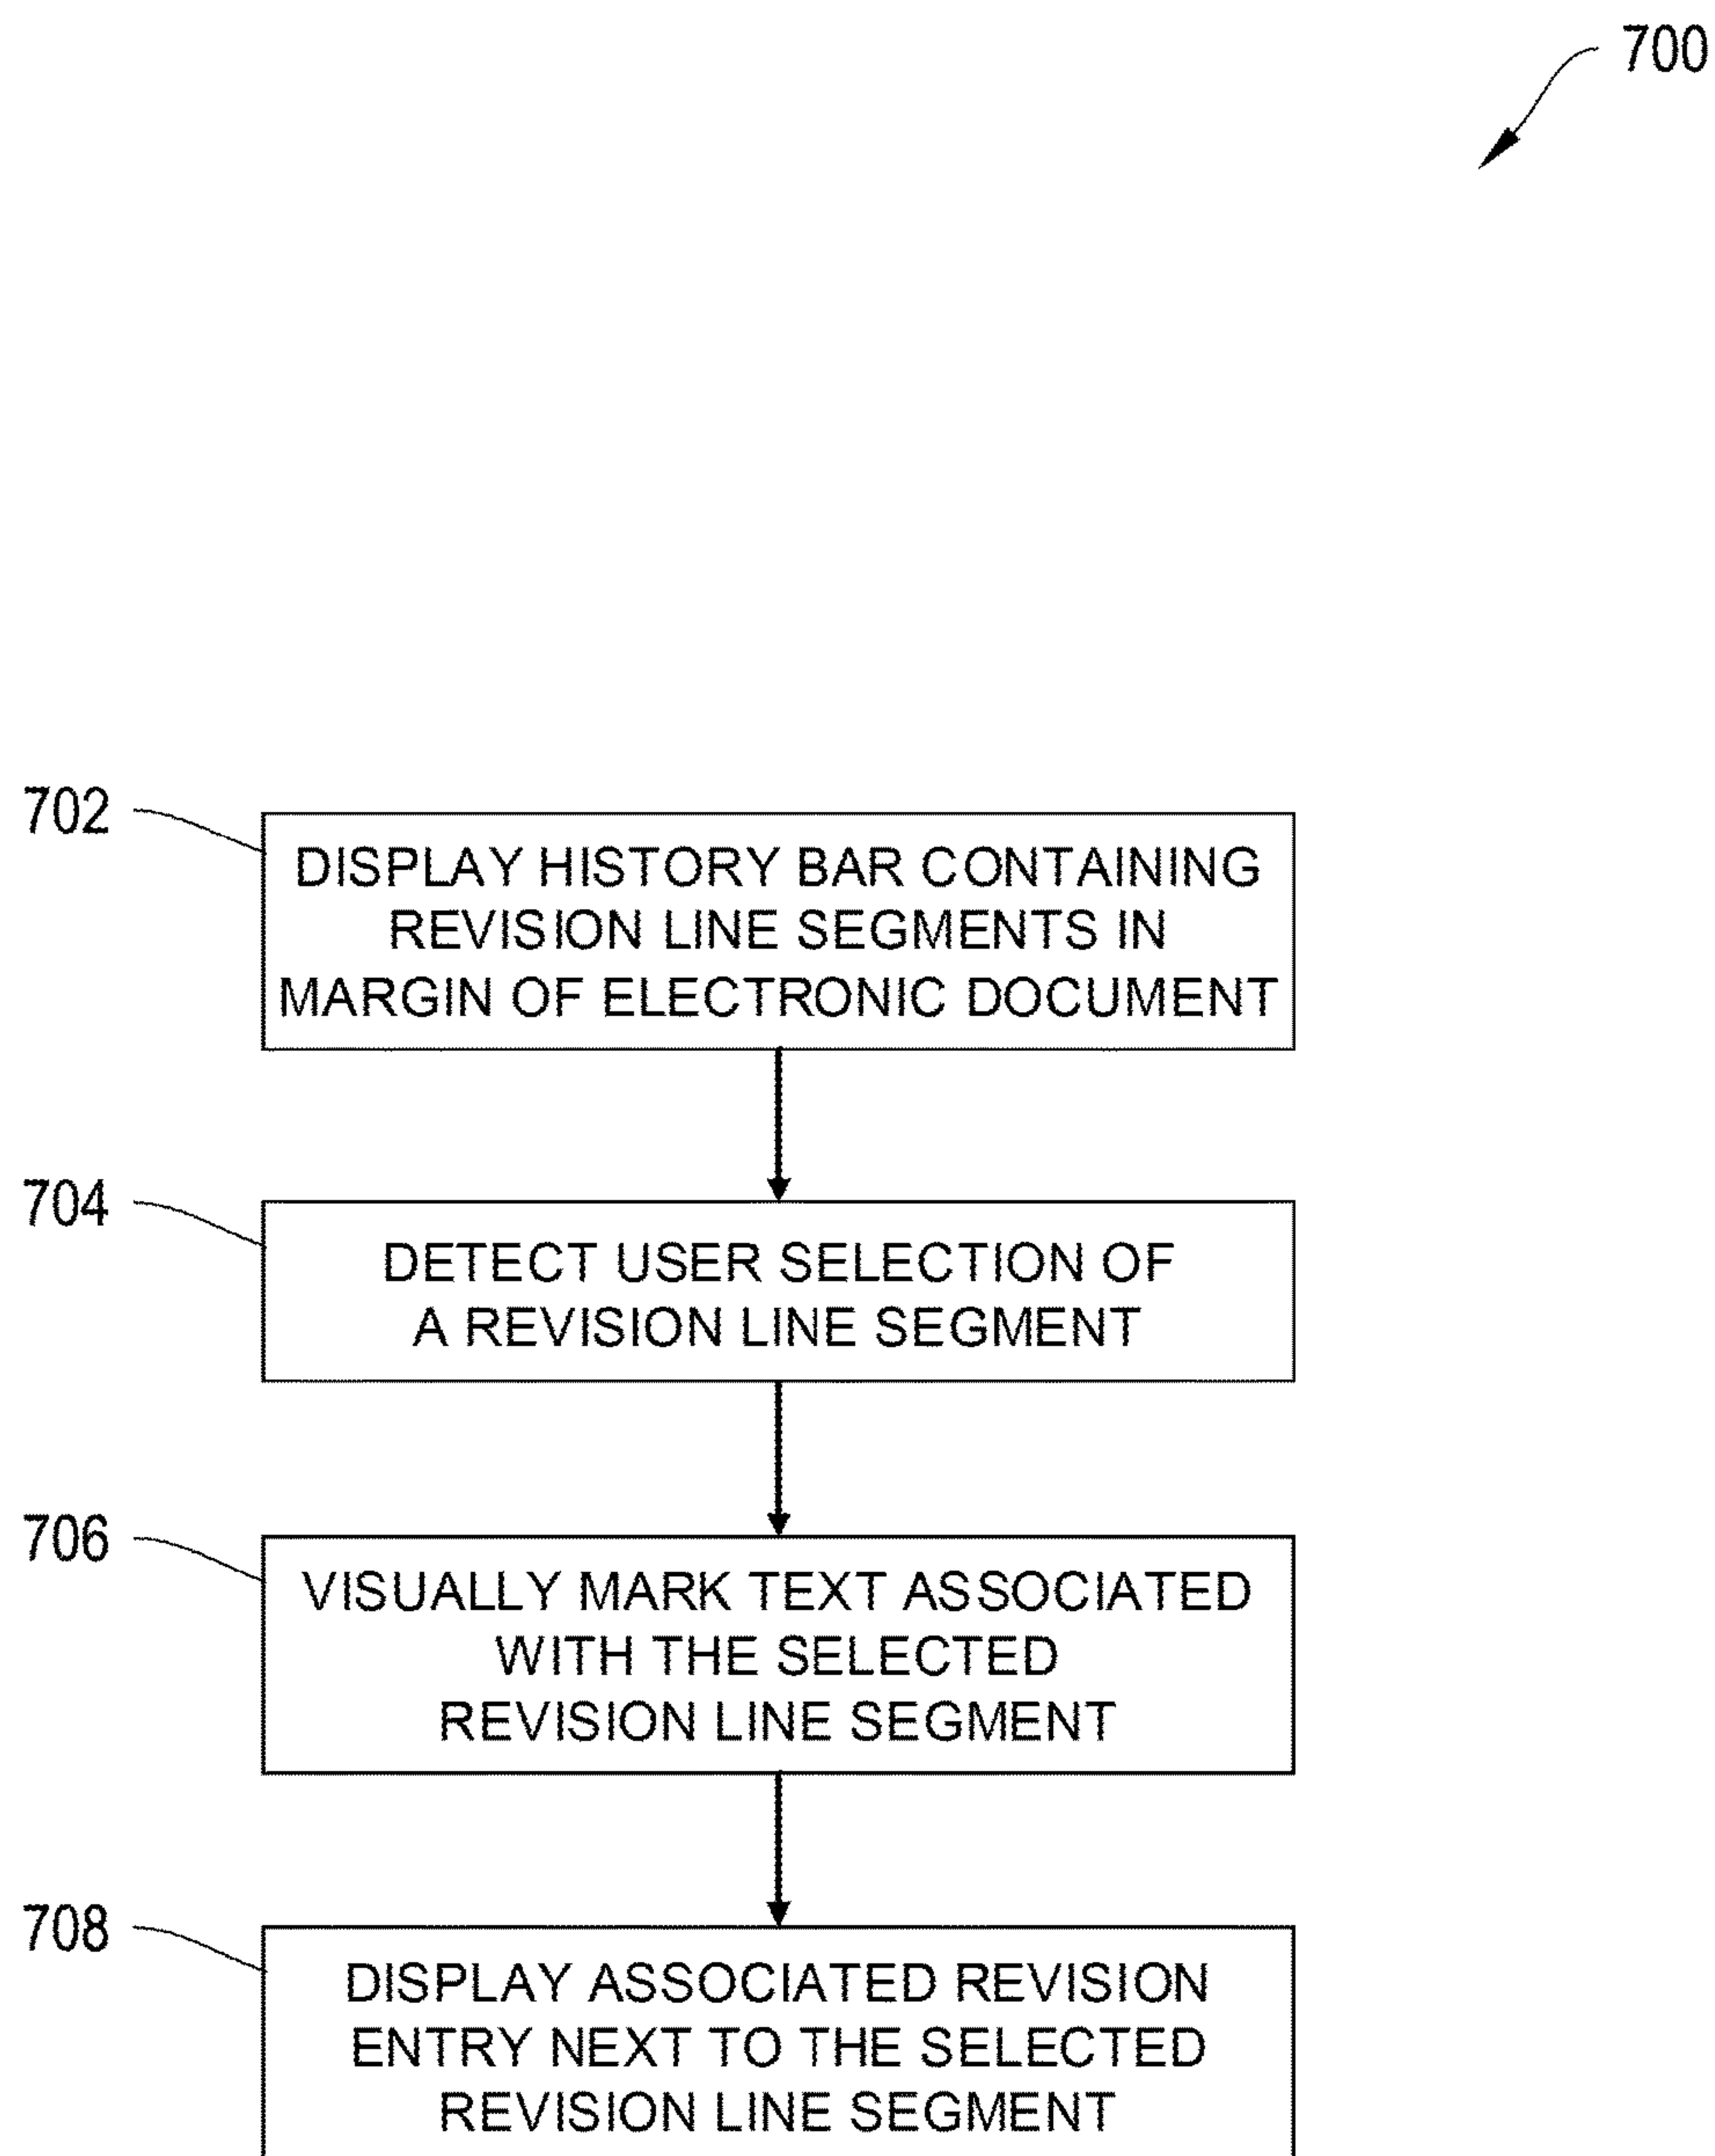 700
702
DISPLAY HISTORY BAR CONTAINING
REVISION LINE SEGMENTS IN
MARGIN OF ELECTRONIC DOCUMENT
704
DETECT USER SELECTION OF
A REVISION LINE SEGMENT
706
VISUALLY MARK TEXT ASSOCIATED
WITH THE SELECTED
REVISION LINE SEGMENT
708
DISPLAY ASSOCIATED REVISION
ENTRY NEXT TO THE SELECTED
REVISION LINE SEGMENT